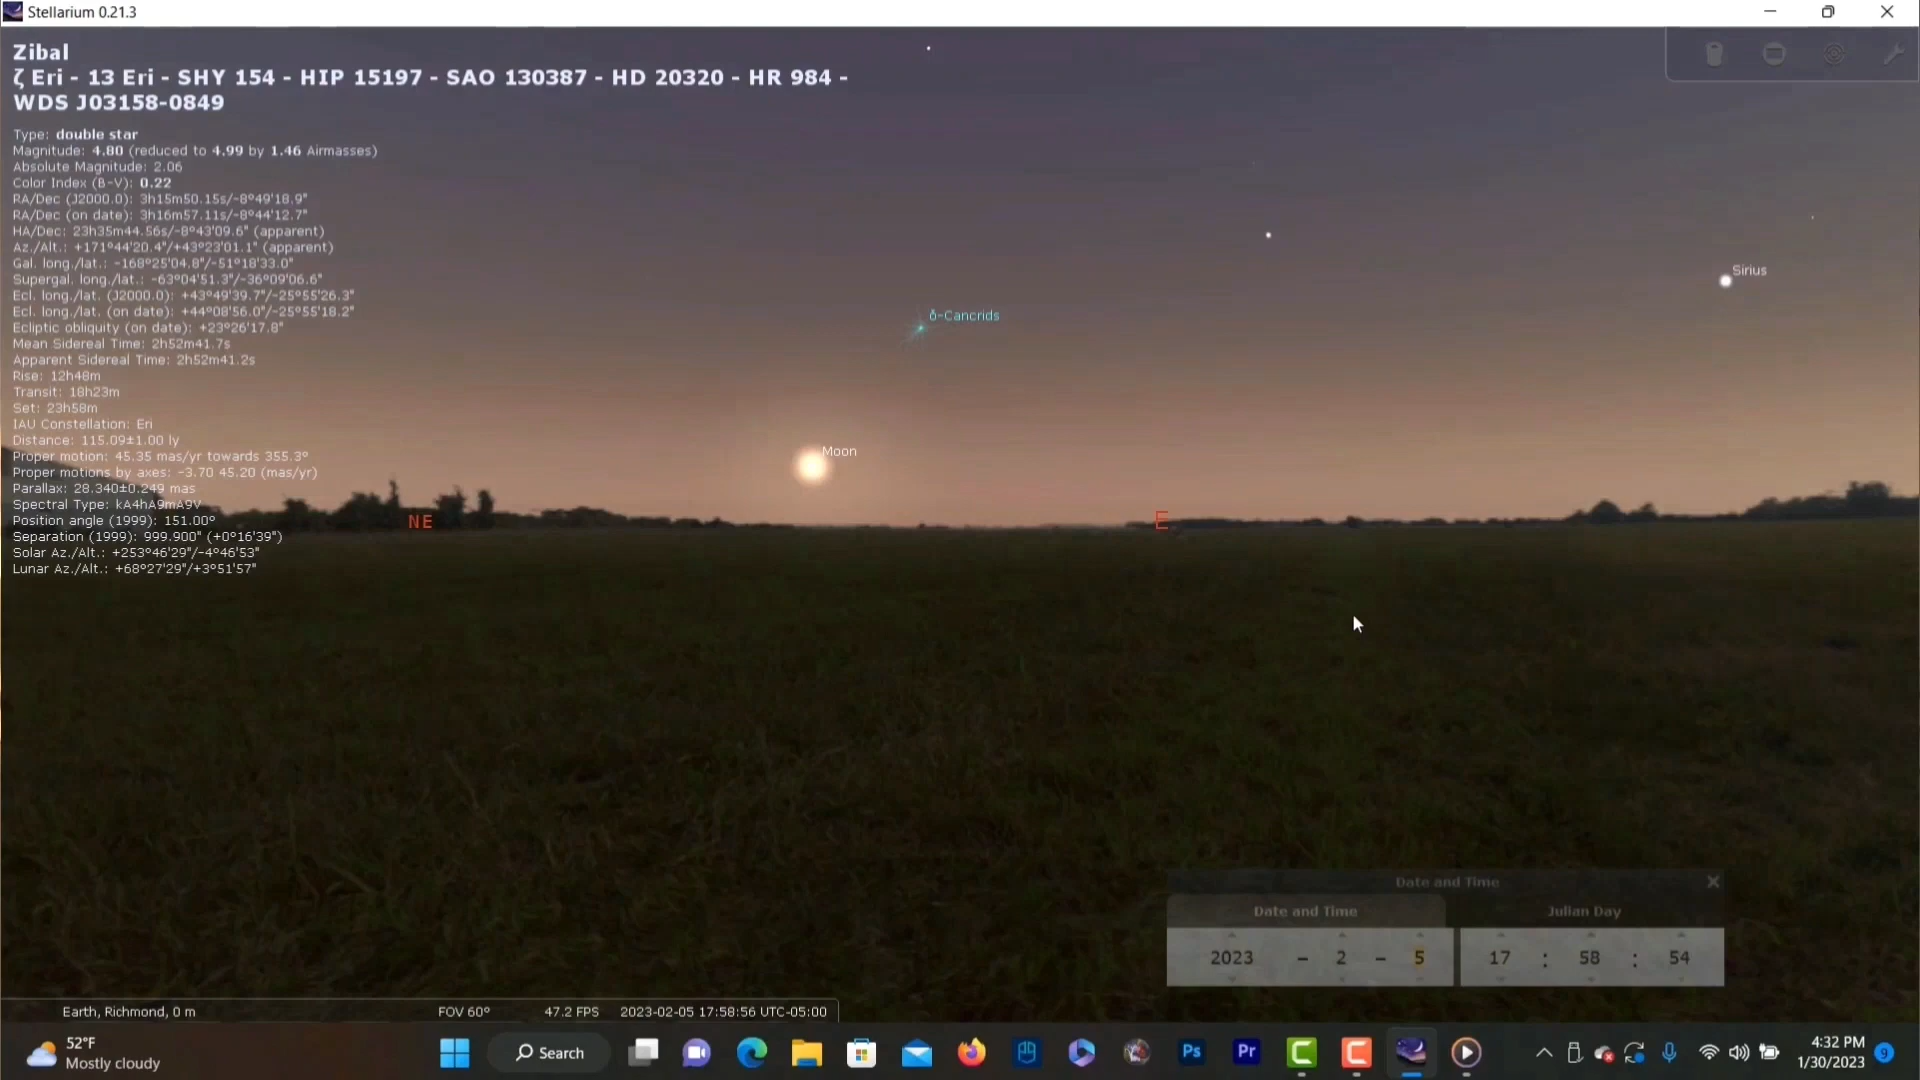 Stellarium 0.21.3
Zibal
ζ Eri - 13 Eri - SHY 154 - HIP 15197 - SAO 130387 - HD 20320 - HR 984 -
WDS J03158-0849
Type: double star
Magnitude: 4.80 (reduced to 4.99 by 1.46 Airmasses)
Absolute Magnitude: 2.06
Color Index (B-V): 0.22
RA/Dec (J2000.0): 3h15m50.15s/-8°49'18.9"
RA/Dec (on date): 3h16m57.11s/-8°44'12.7"
HA/Dec: 23h35m44.56s/-8°43'09.6" (apparent)
Az./Alt.: +171°44'20.4"/+43°23'01.1" (apparent)
Gal. long./lat.: -168°25'04.8"/-51°18'33.0"
Supergal. long./lat.: -63°04'51.3"/-36°09'06.6"
Ecl. long./lat. (J2000.0): +43°49'39.7"/-25°55'26.3"
Ecl. long./lat. (on date): +44°08'56.0"/-25°55'18.2"
Ecliptic obliquity (on date): +23°26'17.8"
Mean Sidereal Time: 2h52m41.7s
Apparent Sidereal Time: 2h52m41.2s
Rise: 12h48m
Transit: 18h23m
Set: 23h58m
IAU Constellation: Eri
Distance: 115.09±1.00 ly
Proper motion: 45.35 mas/yr towards 355.3°
Proper motions by axes: -3.70 45.20 (mas/yr)
Parallax: 28.340±0.249 mas
Spectral Type: kA4hA9mA9V
Position angle (1999): 151.00°
Separation (1999): 999.900" (+0°16'39")
Solar Az./Alt.: +253°46'29"/-4°46'53"
Lunar Az./Alt.: +68°27'29"/+3°51'57"
Sirius
δ-Cancrids
Moon
NE
E
Date and Time
Date and Time Julian Day
2023 - 2 - 5 17 : 58 : 54
Earth, Richmond, 0 m FOV 60° 47.2 FPS 2023-02-05 17:58:56 UTC-05:00
52°F
Mostly cloudy
Search
Ps
Pr
4:32 PM
1/30/2023
9